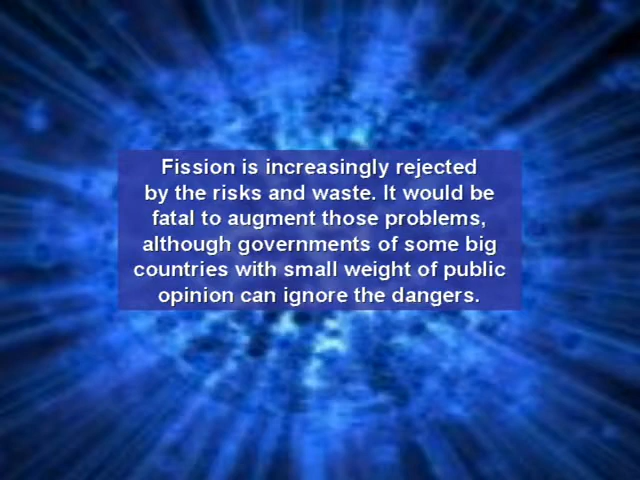 Fission is increasingly rejected
by the risks and waste. It would be
fatal to augment those problems,
although governments of some big
countries with small weight of public
opinion can ignore the dangers.